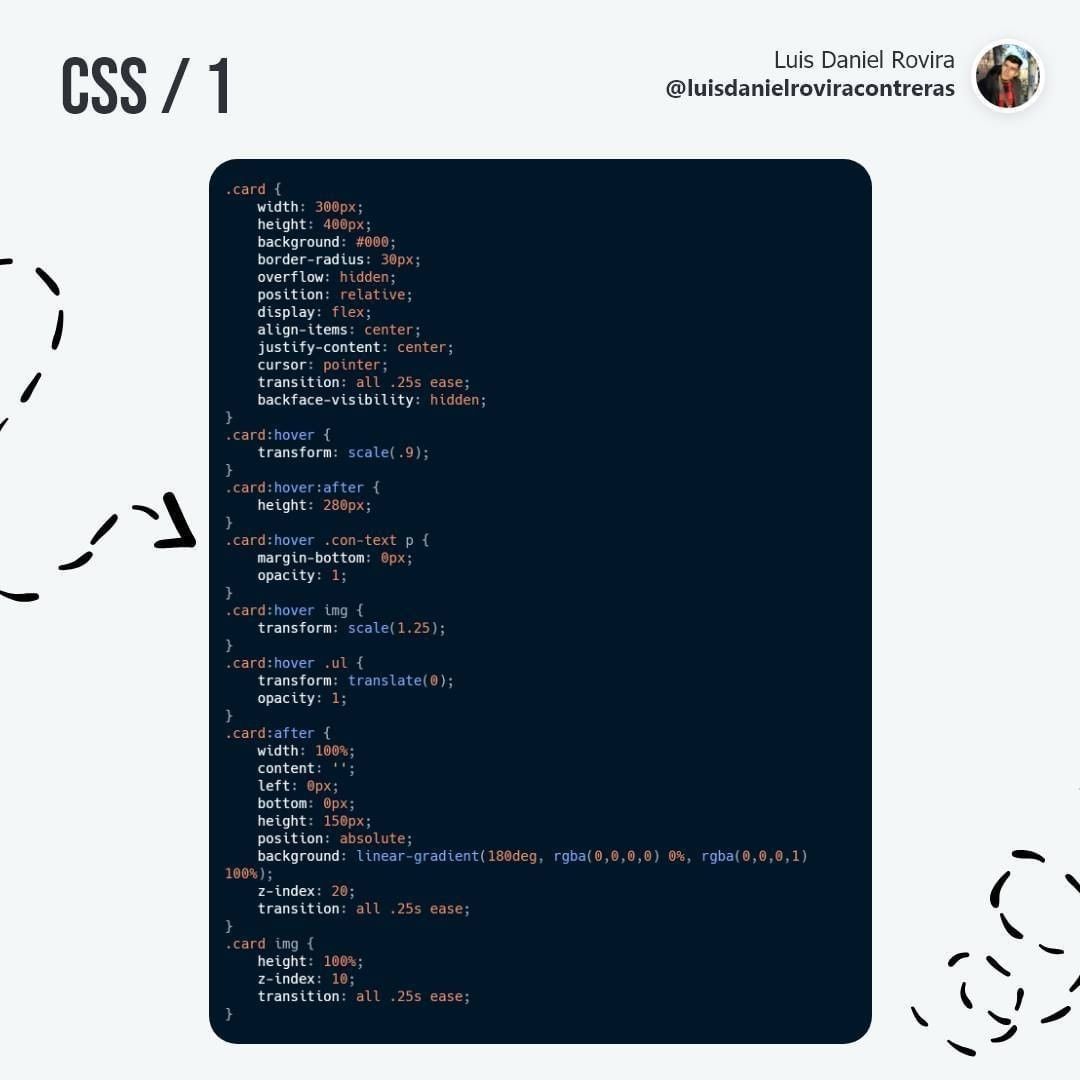 CSS / 1
Luis Daniel Rovira
@luisdanielroviracontreras
.card {
    width: 300px;
    height: 400px;
    background: #000;
    border-radius: 30px;
    overflow: hidden;
    position: relative;
    display: flex;
    align-items: center;
    justify-content: center;
    cursor: pointer;
    transition: all .25s ease;
    backface-visibility: hidden;
}
.card:hover {
    transform: scale(.9);
}
.card:hover:after {
    height: 280px;
}
.card:hover .con-text p {
    margin-bottom: 0px;
    opacity: 1;
}
.card:hover img {
    transform: scale(1.25);
}
.card:hover .ul {
    transform: translate(0);
    opacity: 1;
}
.card:after {
    width: 100%;
    content: '';
    left: 0px;
    bottom: 0px;
    height: 150px;
    position: absolute;
    background: linear-gradient(180deg, rgba(0,0,0,0) 0%, rgba(0,0,0,1)
100%);
    z-index: 20;
    transition: all .25s ease;
}
.card img {
    height: 100%;
    z-index: 10;
    transition: all .25s ease;
}